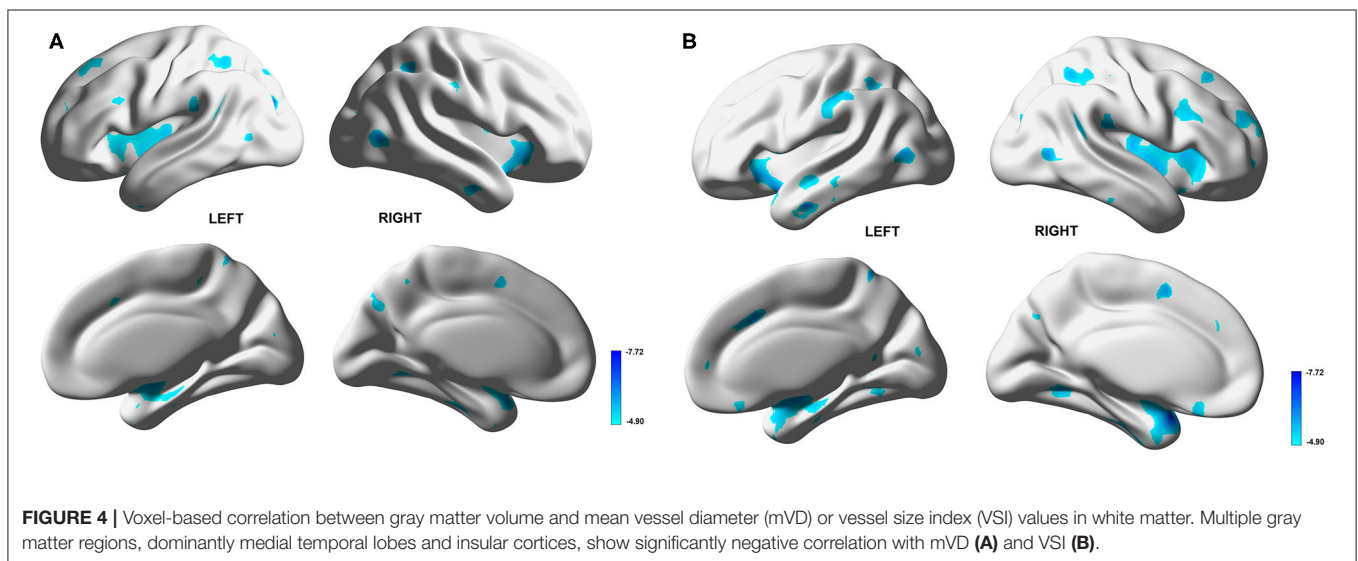 A
B
LEFT
RIGHT
LEFT
RIGHT
-7.72
-4.90
-7.72
-4.90
FIGURE 4 | Voxel-based correlation between gray matter volume and mean vessel diameter (mVD) or vessel size index (VSI) values in white matter. Multiple gray
matter regions, dominantly medial temporal lobes and insular cortices, show significantly negative correlation with mVD (A) and VSI (B).